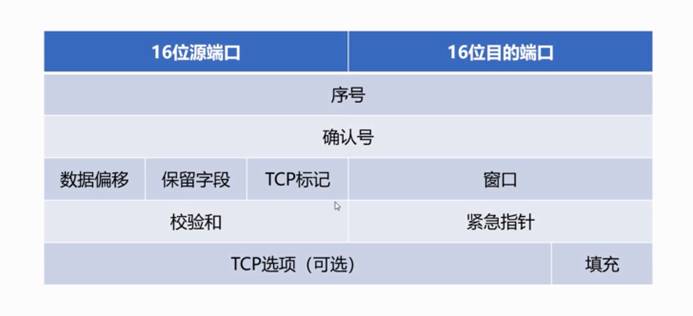 16位源端口 16位目的端口
序号
确认号
数据偏移 保留字段 TCP标记 窗口
校验和 紧急指针
TCP选项（可选） 填充